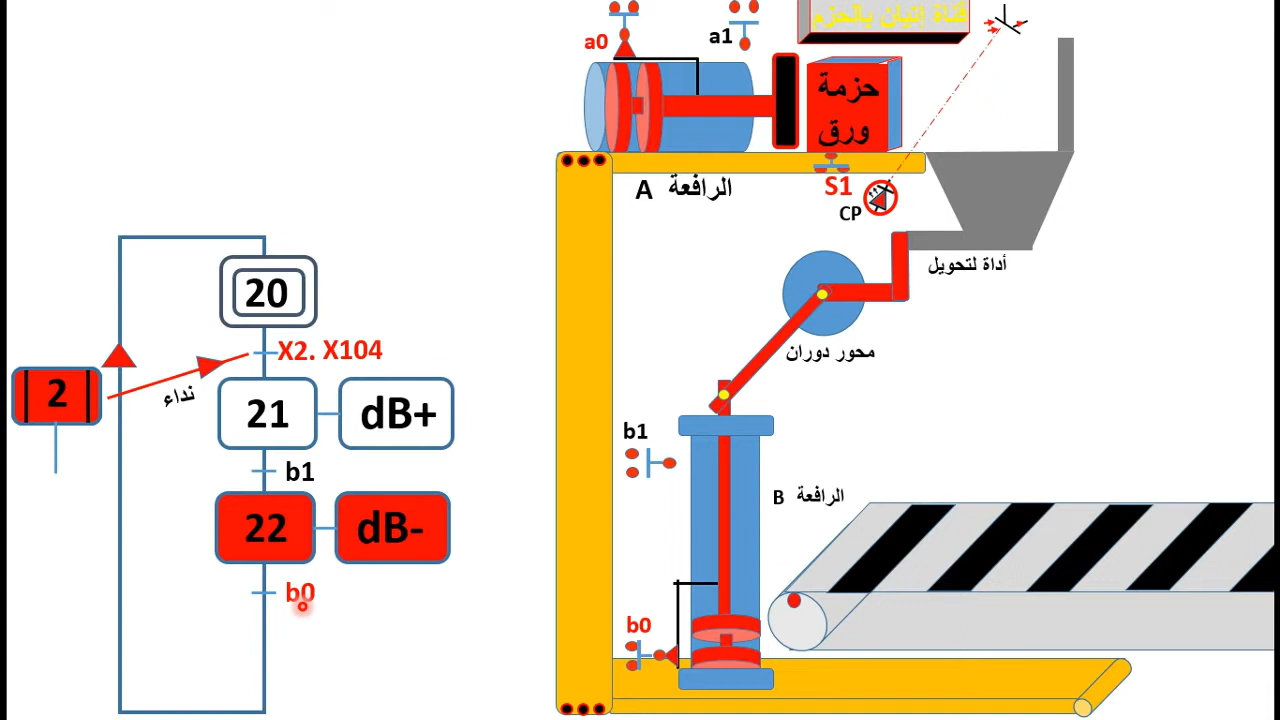 قناة إتيان بالحزم
a0
a1
حزمة
ورق
الرافعة A
S1
CP
أداة لتحويل
محور دوران
b1
الرافعة B
b0
20
X2. X104
2
نداء
21
dB+
b1
22
dB-
b0